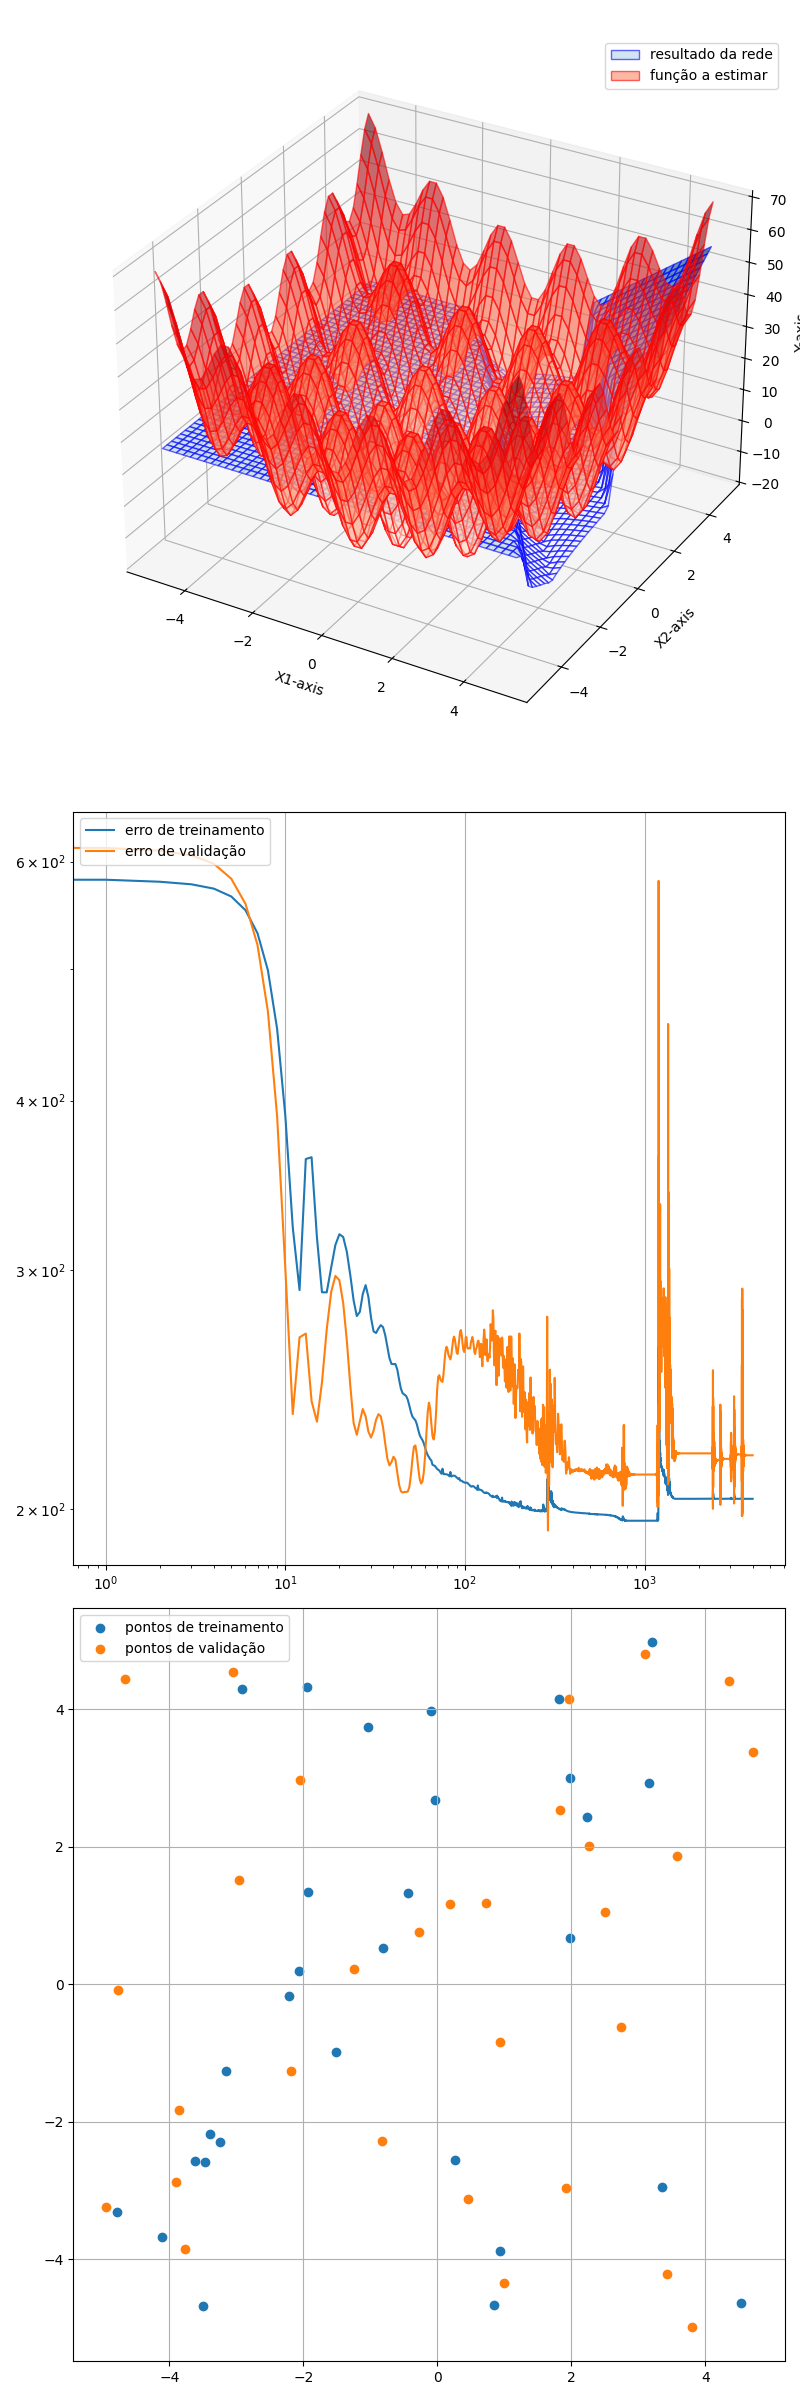 resultado da rede
função a estimar
70
60
50
40
30
20
10
0
−10
−20
4
2
0
−2
−4
X2-axis
−4
−2
0
2
4
X1-axis
erro de treinamento
erro de validação
6 × 10²
4 × 10²
3 × 10²
2 × 10²
10⁰
10¹
10²
10³
pontos de treinamento
pontos de validação
4
2
0
−2
−4
−4
−2
0
2
4